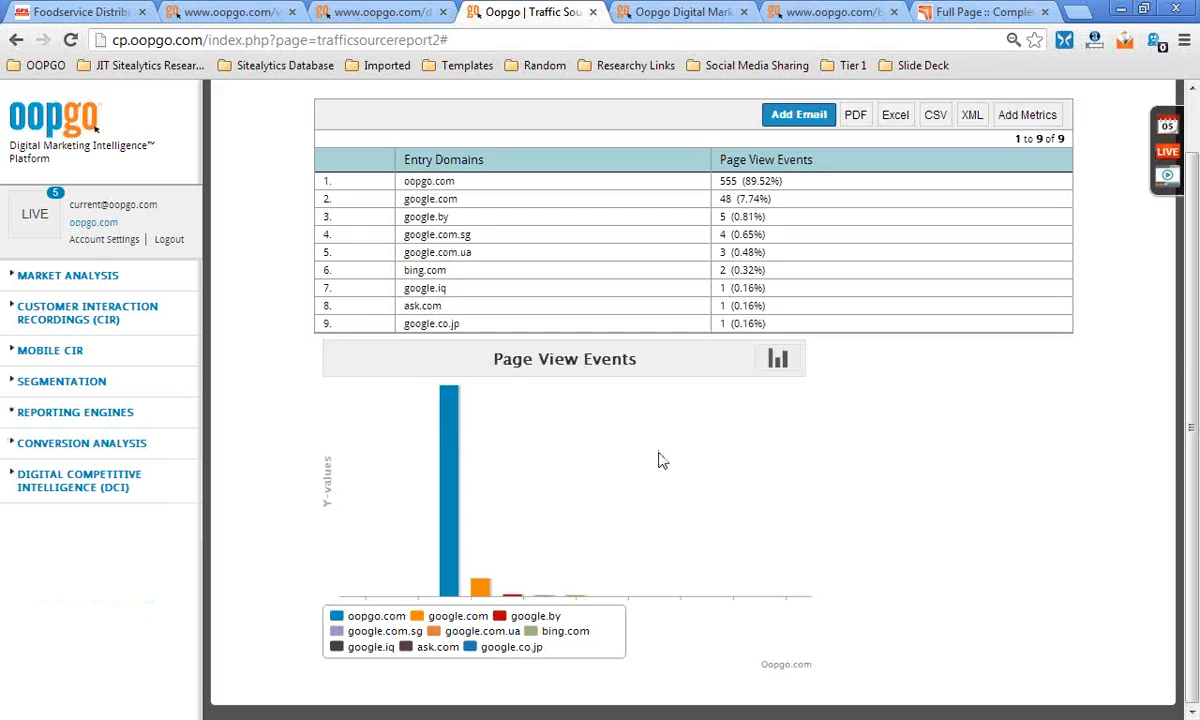 Foodservice Distrib
www.oopgo.com/v
www.oopgo.com/d
Oopgo | Traffic Sou
Oopgo Digital Mark
Full Page :: Comple
cp.oopgo.com/index.php?page=trafficsourcereport2#
OOPGO JIT Sitealytics Resear... Sitealytics Database Imported Templates Random Researchy Links Social Media Sharing Tier1 Slide Deck
oopgo
Digital Marketing Intelligence™
Platform
5
LIVE
current@oopgo.com
oopgo.com
Account Settings | Logout
MARKET ANALYSIS
CUSTOMER INTERACTION
RECORDINGS (CIR)
MOBILE CIR
SEGMENTATION
REPORTING ENGINES
CONVERSION ANALYSIS
DIGITAL COMPETITIVE
INTELLIGENCE (DCI)
Add Email PDF Excel CSV XML Add Metrics
1 to 9 of 9
Entry Domains Page View Events
1. oopgo.com 555 (89.52%)
2. google.com 48 (7.74%)
3. google.by 5 (0.81%)
4. google.com.sg 4 (0.65%)
5. google.com.ua 3 (0.48%)
6. bing.com 2 (0.32%)
7. google.iq 1 (0.16%)
8. ask.com 1 (0.16%)
9. google.co.jp 1 (0.16%)
Page View Events
Y-values
oopgo.com google.com google.by
google.com.sg google.com.ua bing.com
google.iq ask.com google.co.jp
Oopgo.com
05
LIVE
0